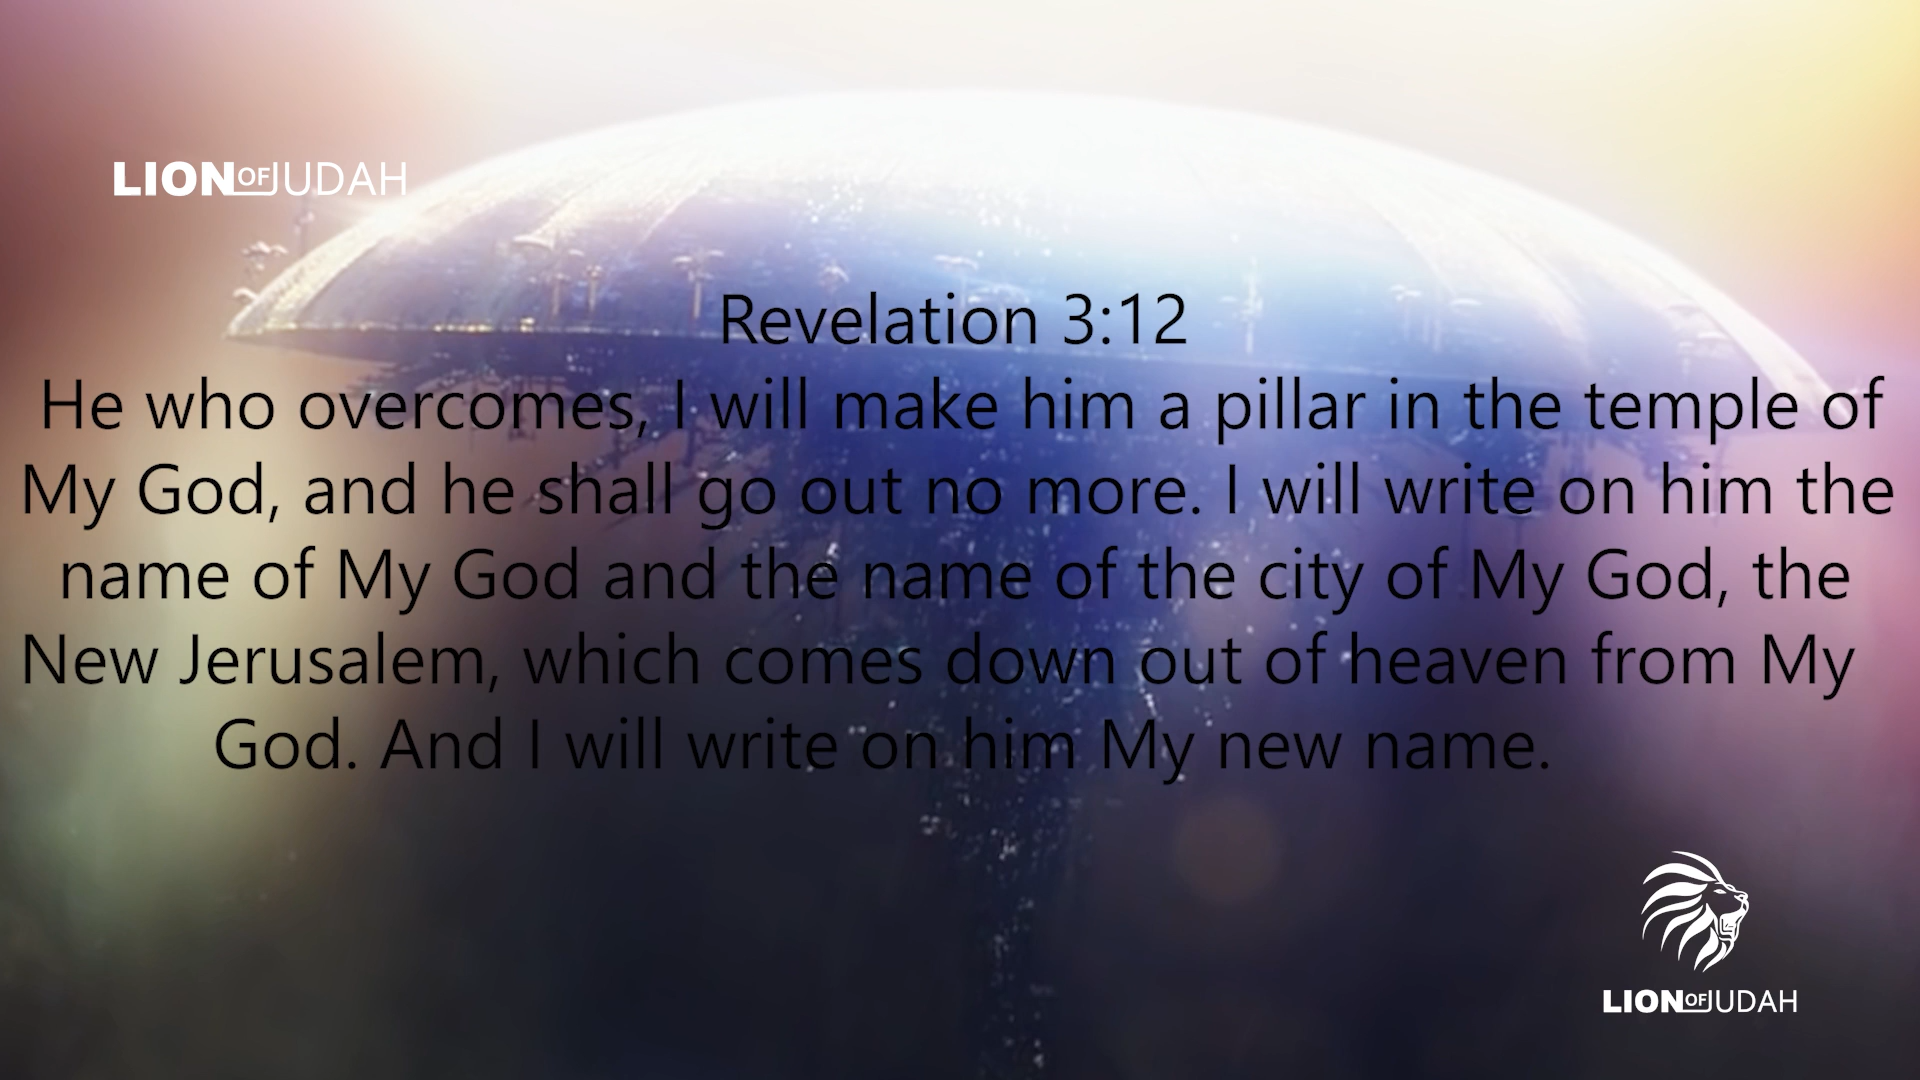 LION OF JUDAH
Revelation 3:12
He who overcomes, I will make him a pillar in the temple of
My God, and he shall go out no more. I will write on him the
name of My God and the name of the city of My God, the
New Jerusalem, which comes down out of heaven from My
God. And I will write on him My new name.
LION OF JUDAH